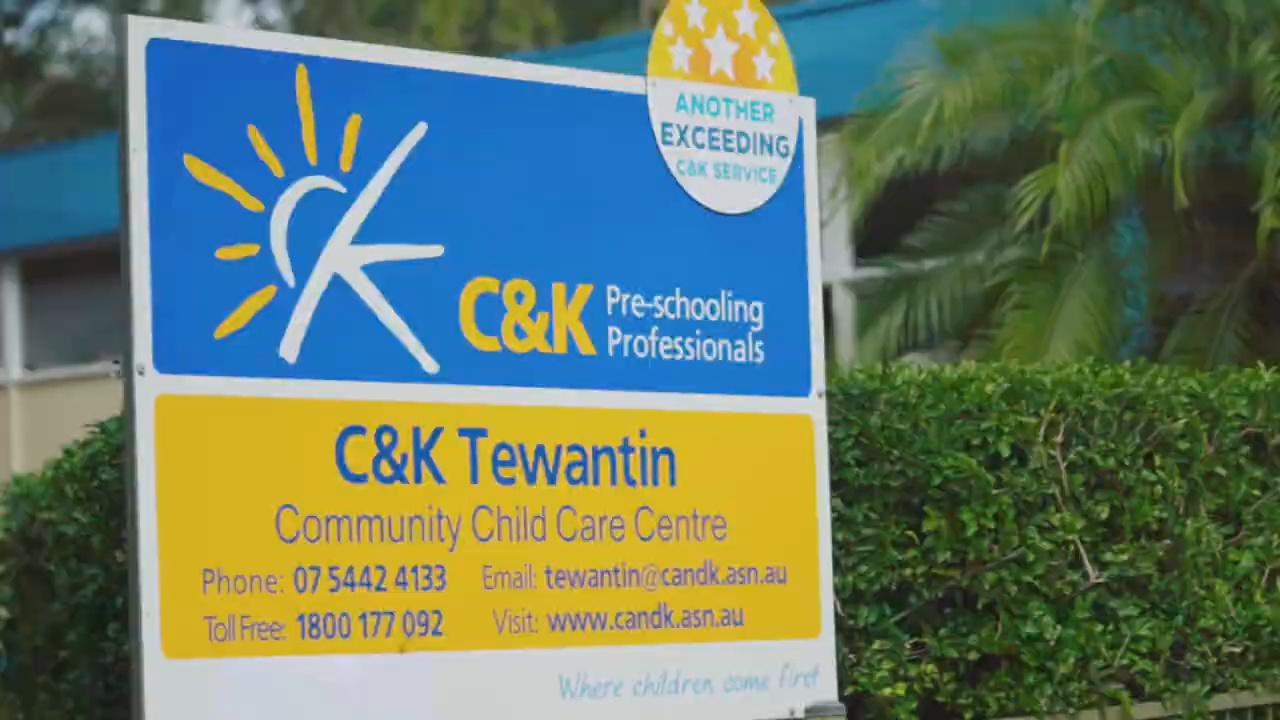 ANOTHER
EXCEEDING
C&K SERVICE
C&K Pre-schooling
Professionals
C&K Tewantin
Community Child Care Centre
Phone: 07 5442 4133 Email: tewantin@candk.asn.au
Toll Free: 1800 177 092 Visit: www.candk.asn.au
Where children come first